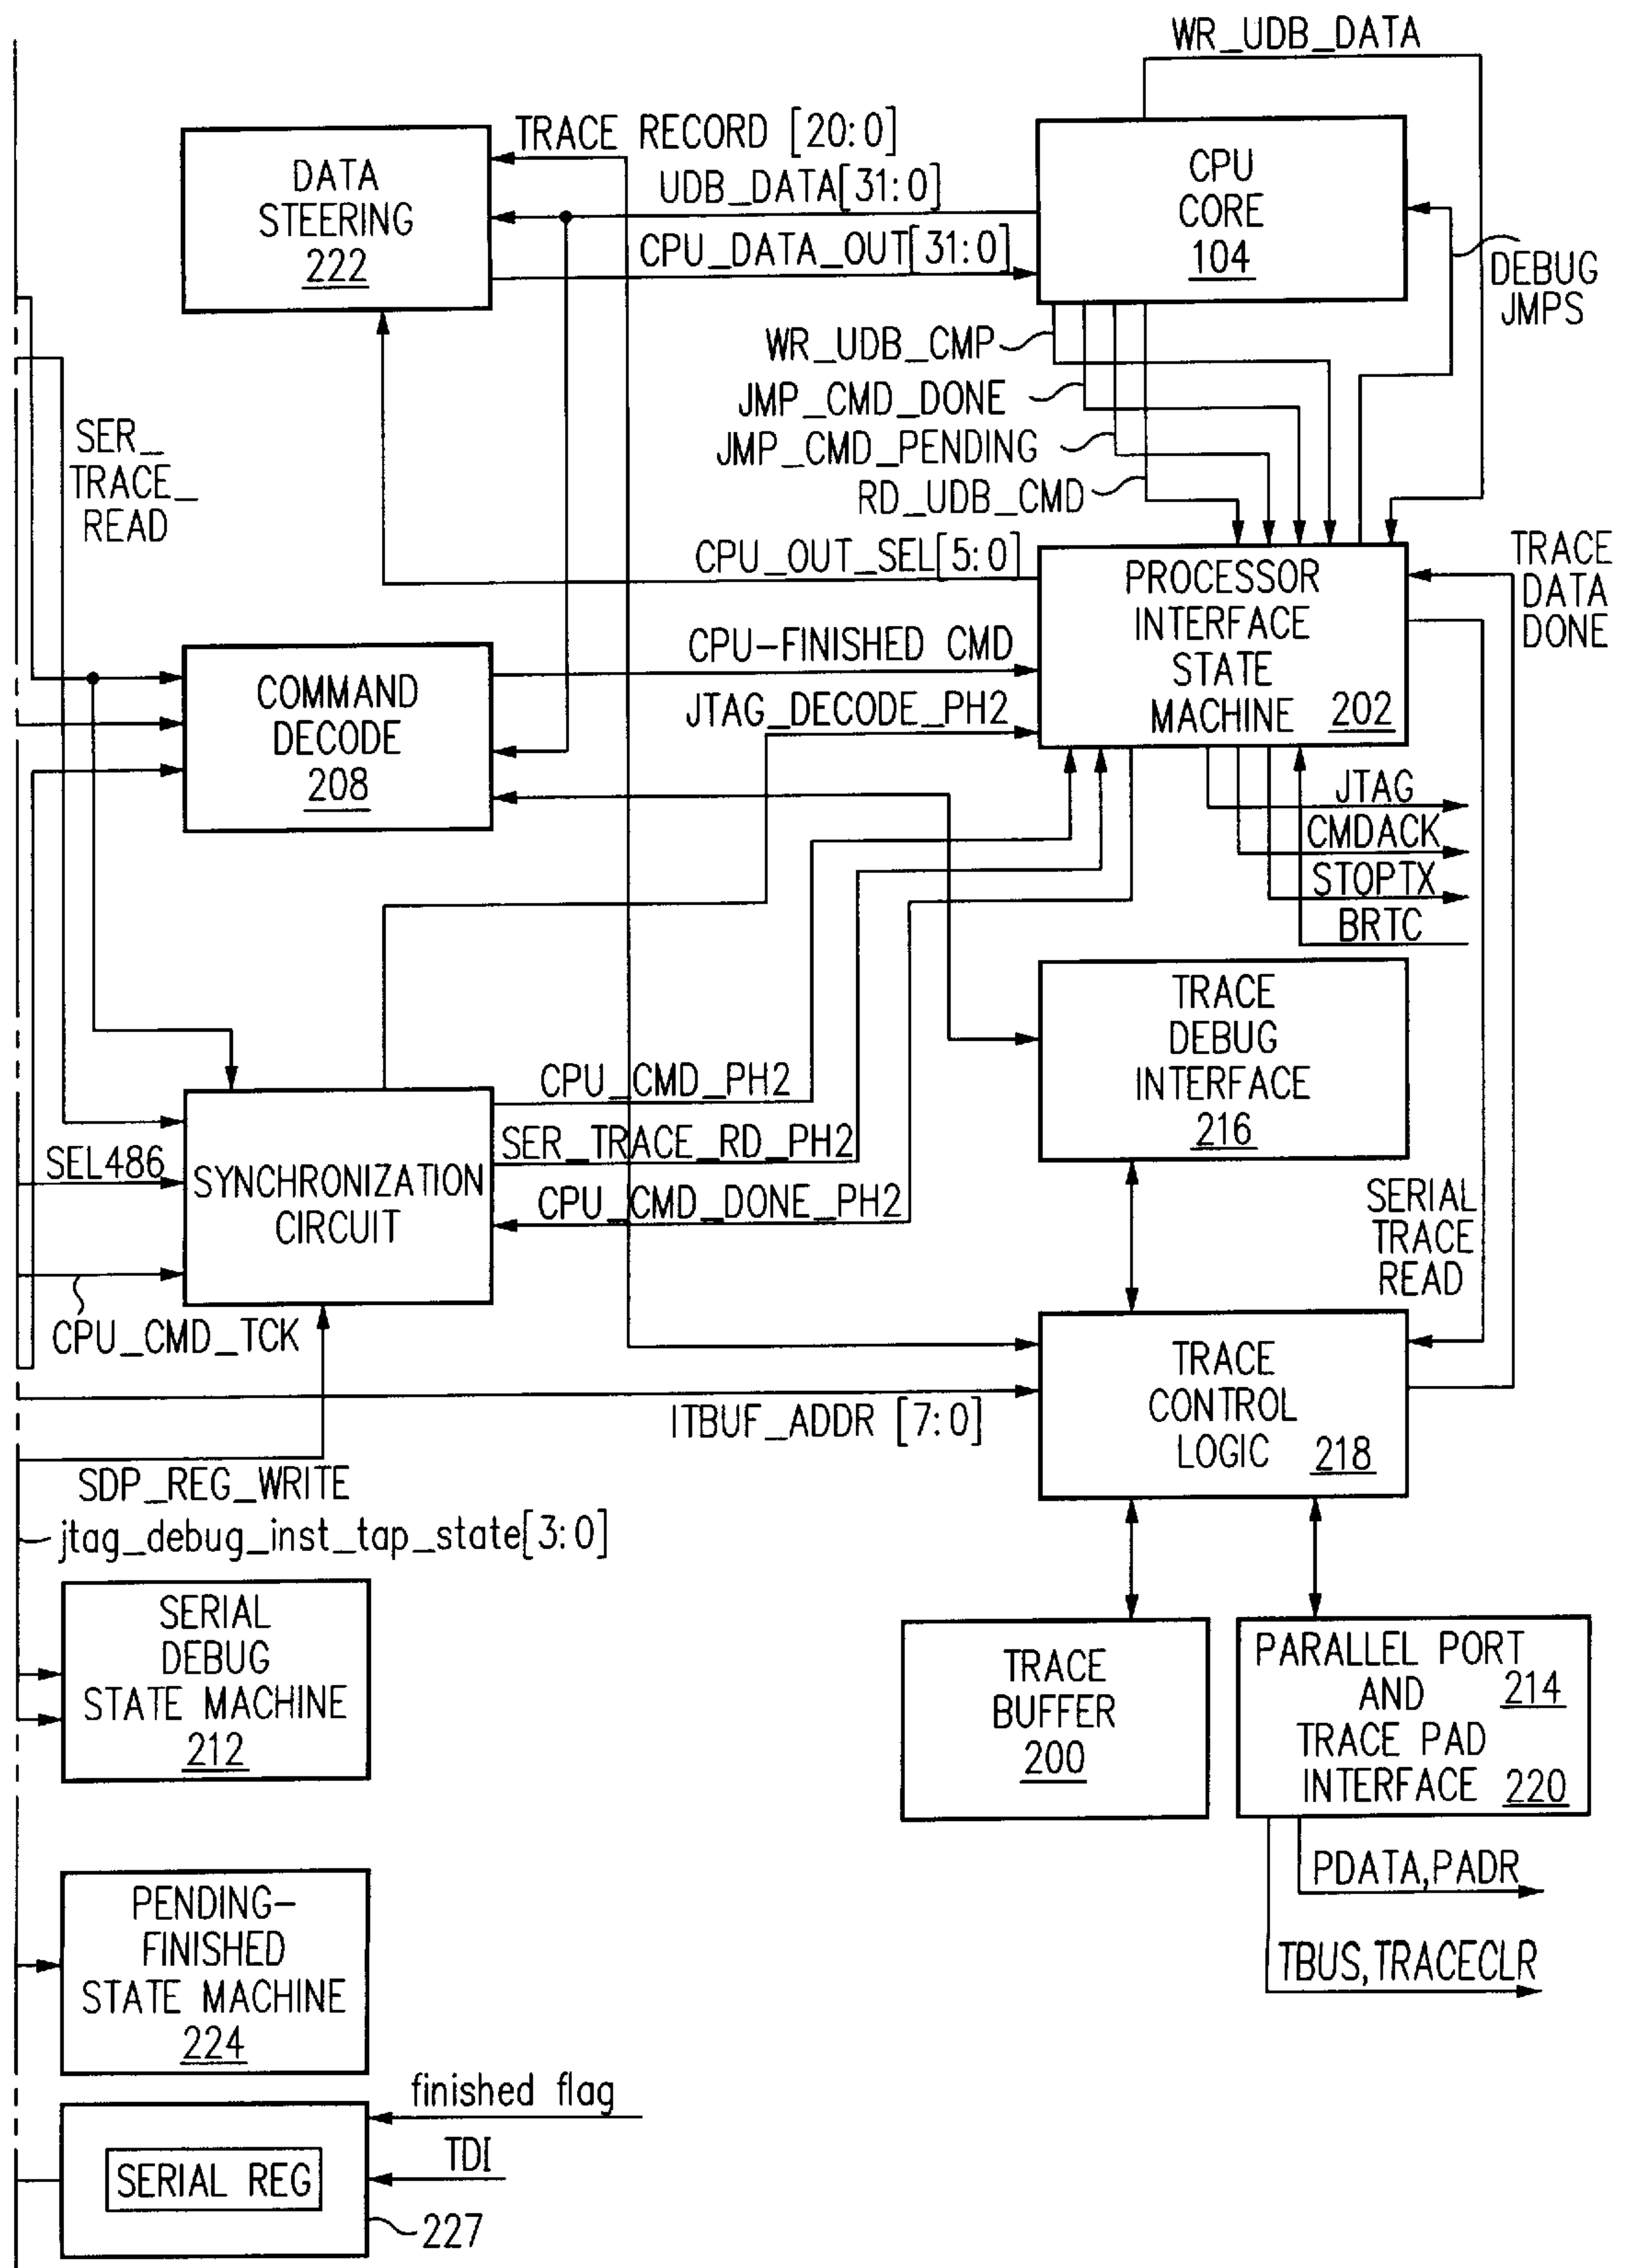 WR_UDB_DATA
TRACE RECORD [20:0]
DATA
STEERING
222
UDB_DATA[31:0]
CPU_DATA_OUT[31:0]
CPU
CORE
104
DEBUG
JMPS
WR_UDB_CMP
JMP_CMD_DONE
JMP_CMD_PENDING
RD_UDB_CMD
SER_
TRACE_
READ
CPU_OUT_SEL[5:0]
PROCESSOR
INTERFACE
STATE
MACHINE 202
TRACE
DATA
DONE
COMMAND
DECODE
208
CPU-FINISHED CMD
JTAG_DECODE_PH2
JTAG
CMDACK
STOPTX
BRTC
TRACE
DEBUG
INTERFACE
216
CPU_CMD_PH2
SER_TRACE_RD_PH2
CPU_CMD_DONE_PH2
SEL486
SYNCHRONIZATION
CIRCUIT
CPU_CMD_TCK
SERIAL
TRACE
READ
TRACE
CONTROL
LOGIC 218
ITBUF_ADDR [7:0]
SDP_REG_WRITE
jtag_debug_inst_tap_state[3:0]
SERIAL
DEBUG
STATE MACHINE
212
TRACE
BUFFER
200
PARALLEL PORT
AND 214
TRACE PAD
INTERFACE 220
PDATA,PADR
TBUS,TRACECLR
PENDING-
FINISHED
STATE MACHINE
224
finished flag
TDI
SERIAL REG
227